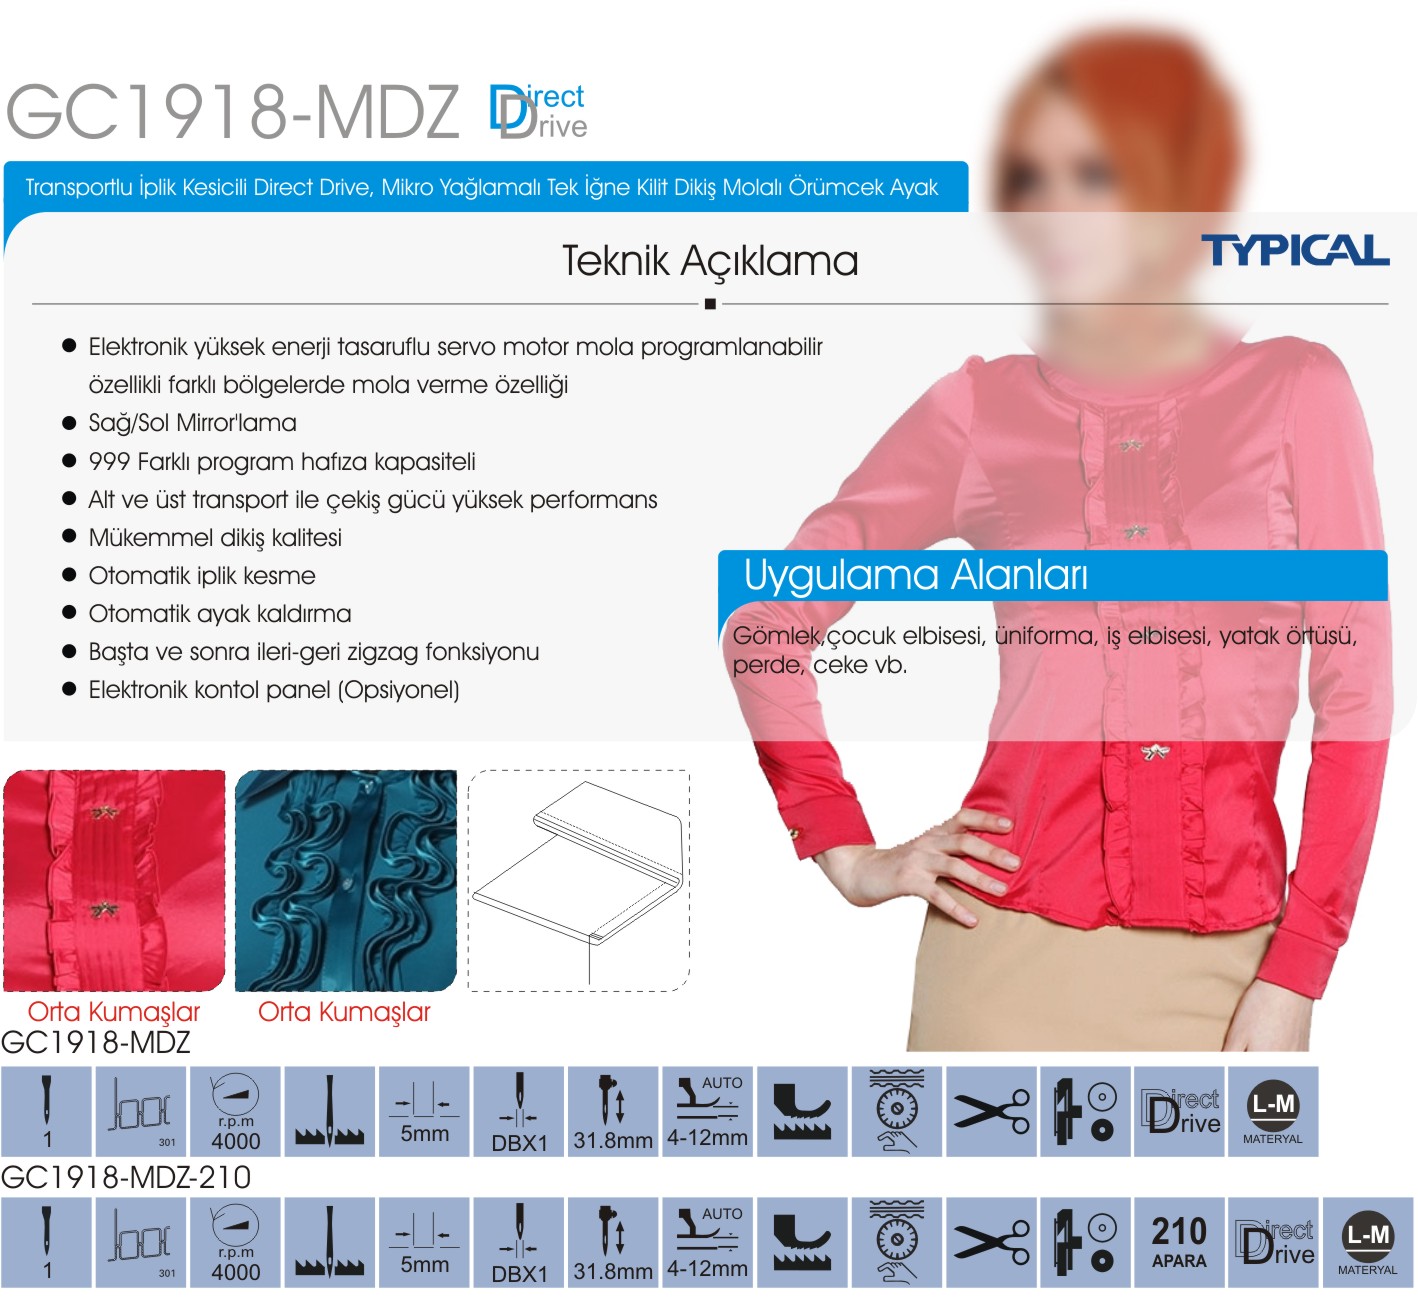 GC1918-MDZ
Direct
Drive
Transportlu İplik Kesicili Direct Drive, Mikro Yağlamalı Tek İğne Kilit Dikiş Molalı Örümcek Ayak
Teknik Açıklama
TYPICAL
Elektronik yüksek enerji tasaruflu servo motor mola programlanabilir
özellikli farklı bölgelerde mola verme özelliği
Sağ/Sol Mirror'lama
999 Farklı program hafıza kapasiteli
Alt ve üst transport ile çekiş gücü yüksek performans
Mükemmel dikiş kalitesi
Otomatik iplik kesme
Otomatik ayak kaldırma
Başta ve sonra ileri-geri zigzag fonksiyonu
Elektronik kontol panel (Opsiyonel)
Uygulama Alanları
Gömlek,çocuk elbisesi, üniforma, iş elbisesi, yatak örtüsü,
perde, ceke vb.
Orta Kumaşlar
Orta Kumaşlar
GC1918-MDZ
1
301
r.p.m
4000
5mm
DBX1
31.8mm
AUTO
4-12mm
Direct
Drive
L-M
MATERYAL
GC1918-MDZ-210
1
301
r.p.m
4000
5mm
DBX1
31.8mm
AUTO
4-12mm
210
APARA
Direct
Drive
L-M
MATERYAL